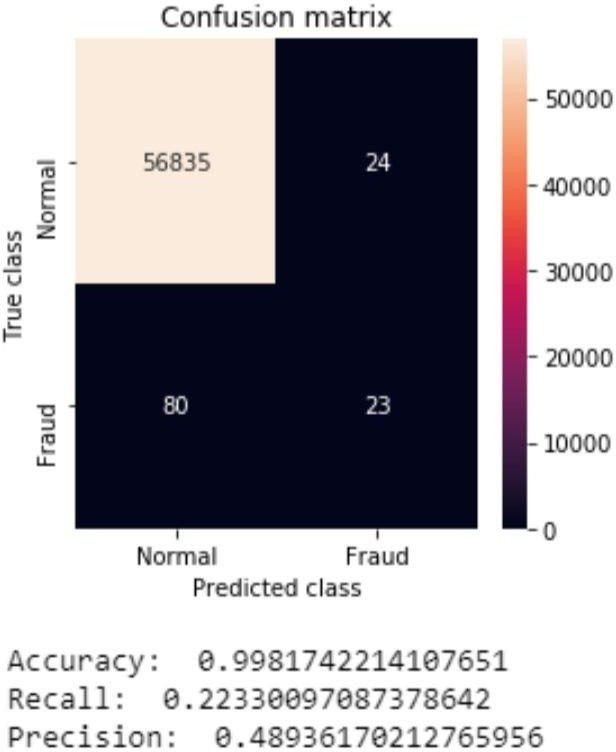 Confusion matrix
True class
Normal
Fraud
56835
24
80
23
Normal
Fraud
Predicted class
50000
40000
30000
20000
10000
0
Accuracy: 0.9981742214107651
Recall: 0.22330097087378642
Precision: 0.48936170212765956